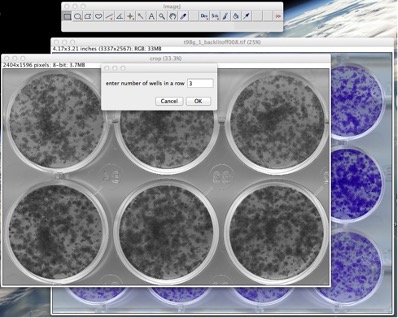 ImageJ
t98g_1_backlitoff008.tif (25%)
4.17x3.21 inches (3337x2567); RGB; 33MB
crop (33.3%)
2404x1596 pixels; 8-bit; 3.7MB
enter number of wells in a row 3
Cancel OK